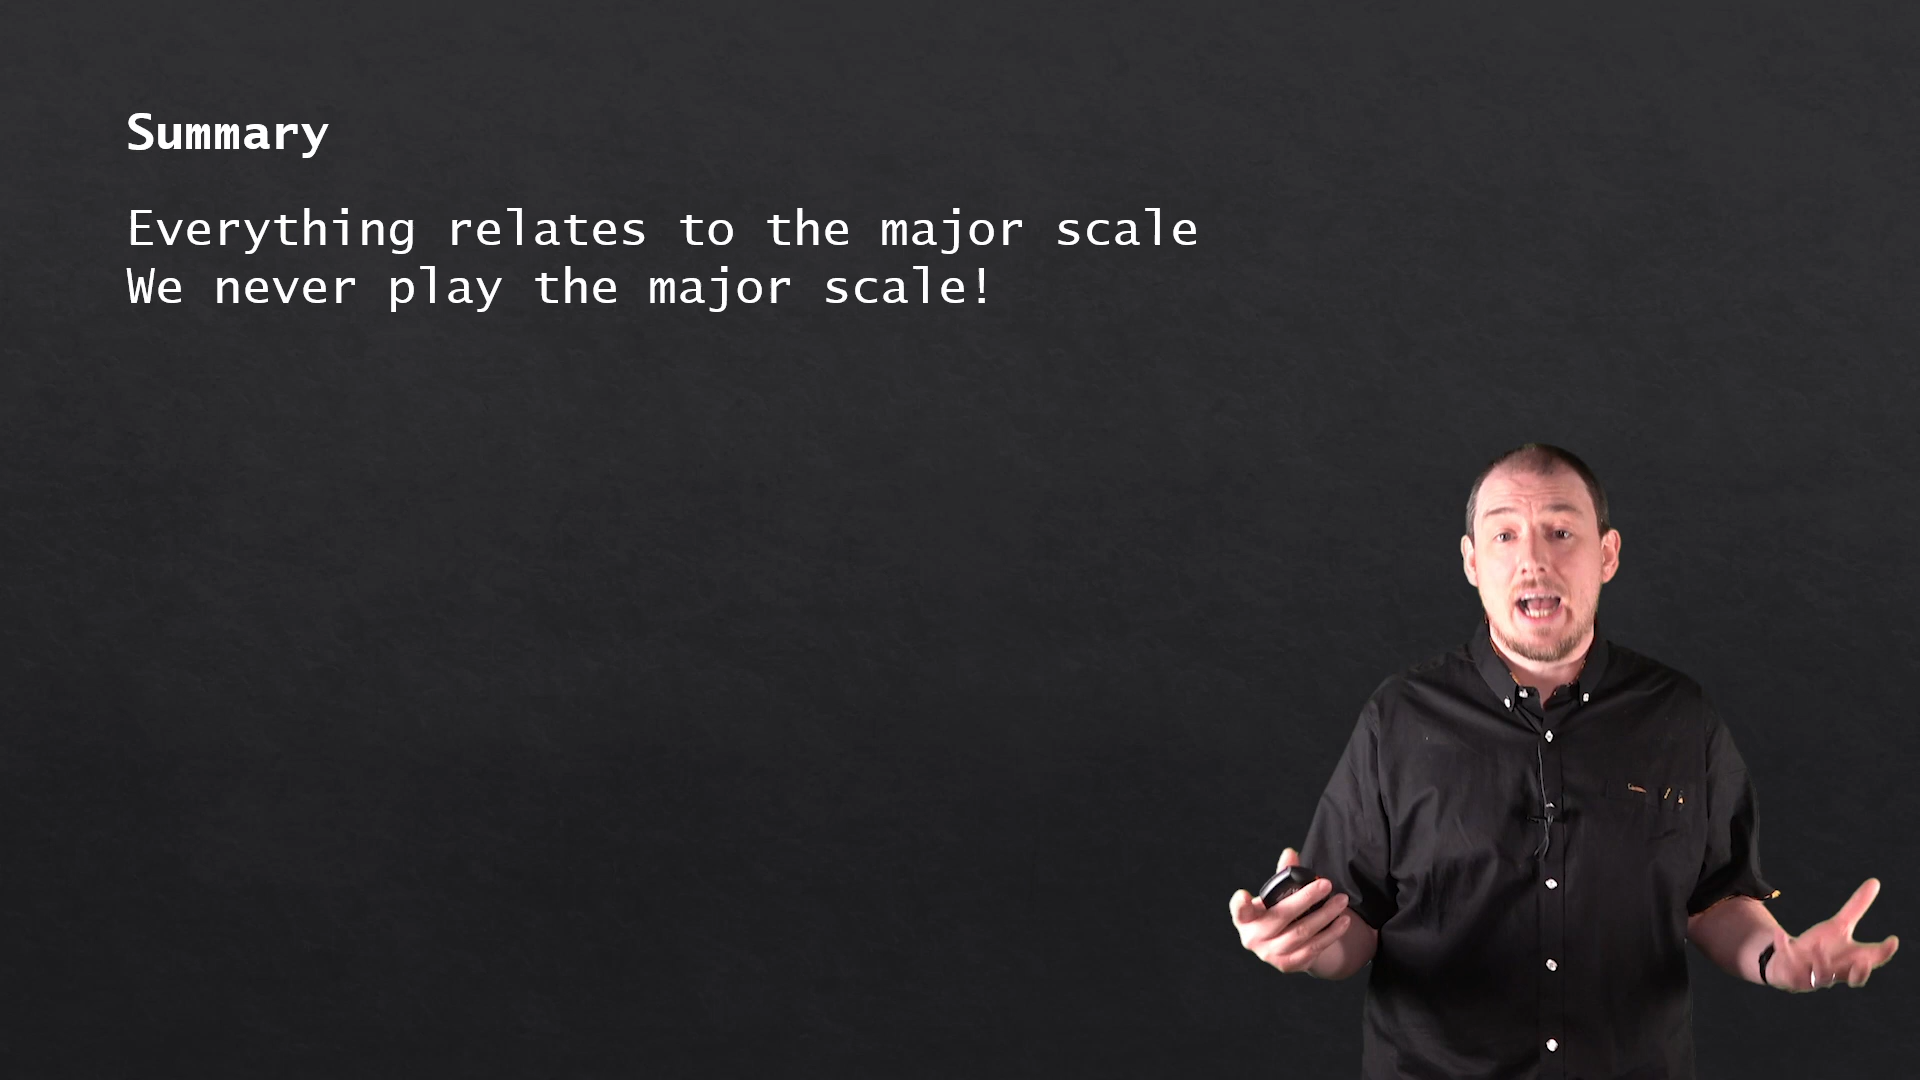 Summary
Everything relates to the major scale
We never play the major scale!